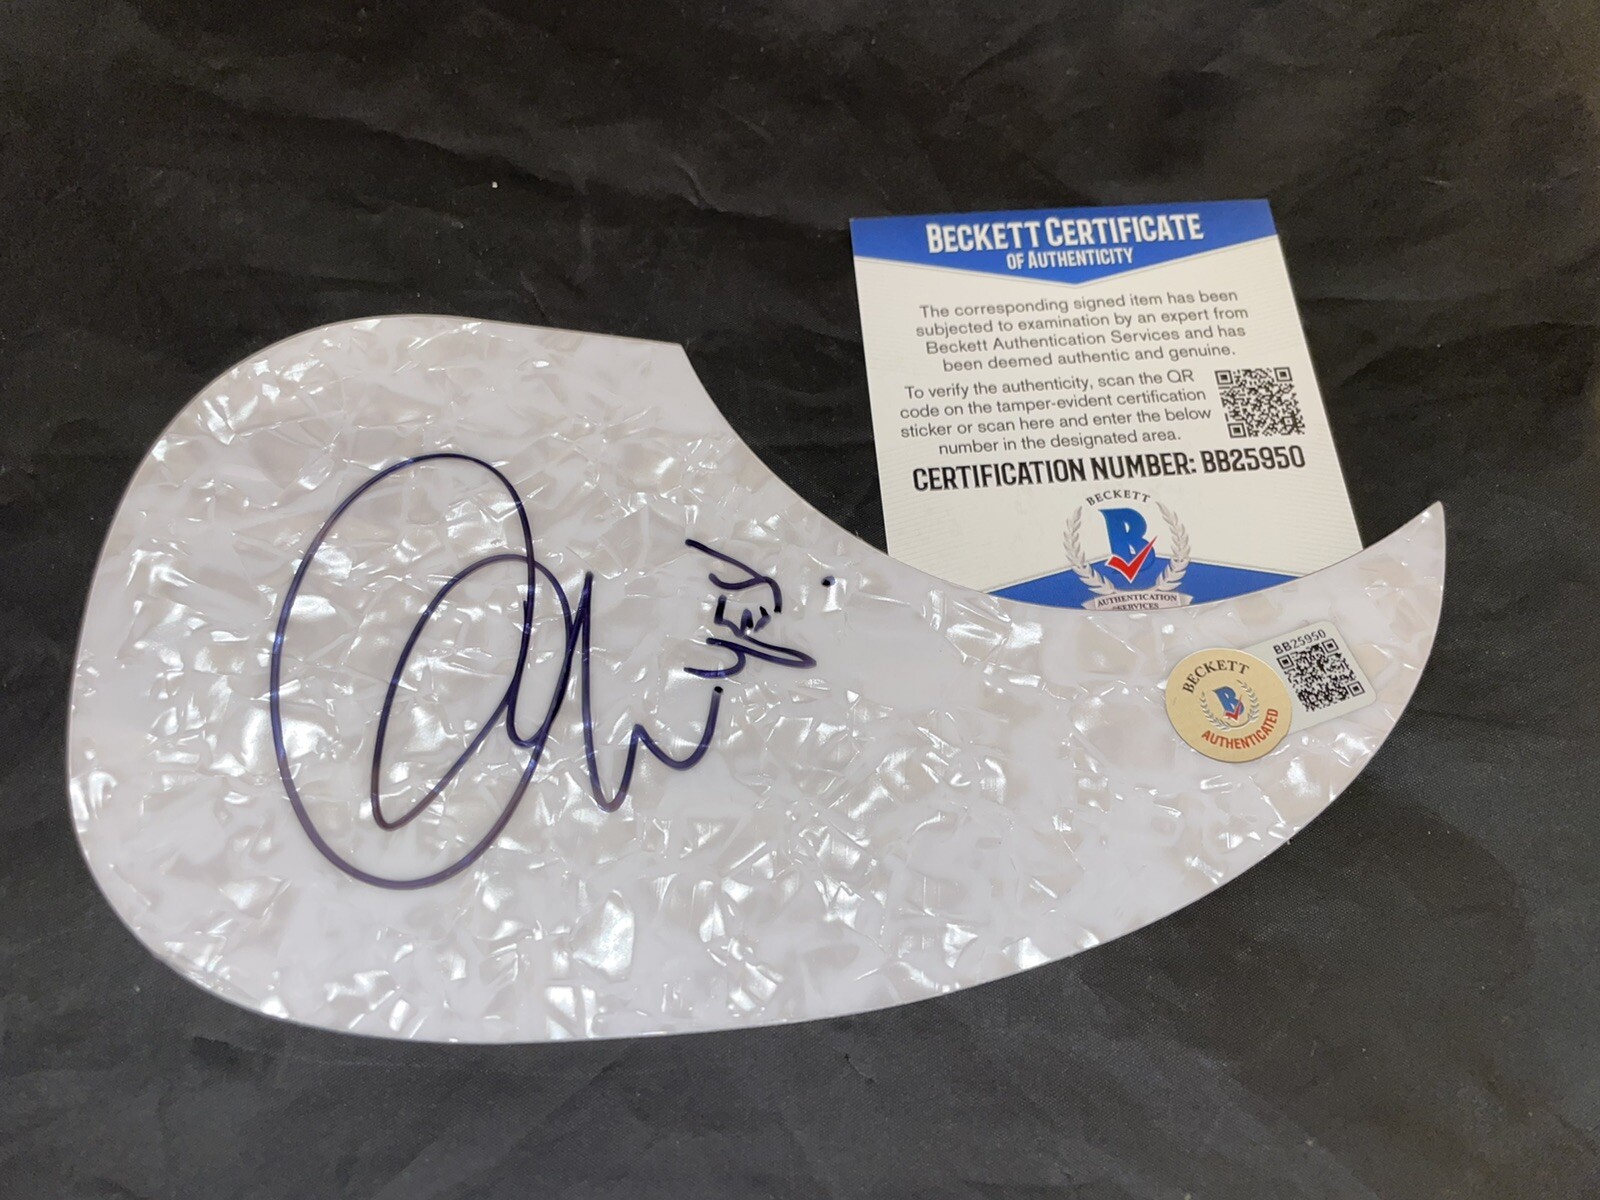 BECKETT CERTIFICATE
OF AUTHENTICITY
The corresponding signed item has been
subjected to examination by an expert from
Beckett Authentication Services and has
been deemed authentic and genuine.
To verify the authenticity, scan the QR
code on the tamper-evident certification
sticker or scan here and enter the below
number in the designated area.
CERTIFICATION NUMBER: BB25950
BECKETT
B
AUTHENTICATION
SERVICES
BB25950
BECKETT
B
AUTHENTICATED